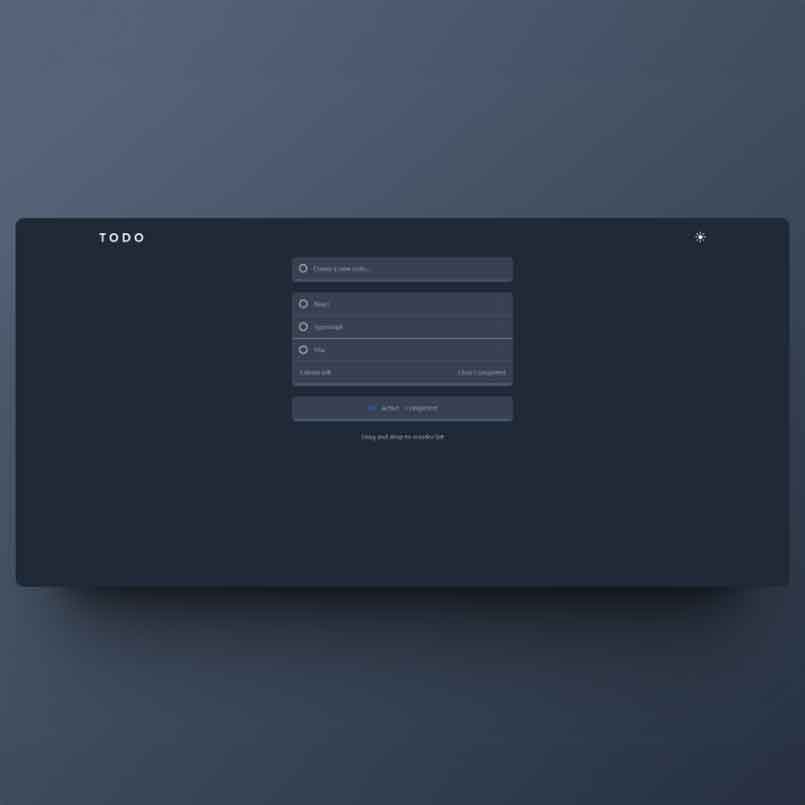 TODO
Create a new todo...
React
Typescript
3 items left
Clear Completed
All Active Completed
Drag and drop to reorder list